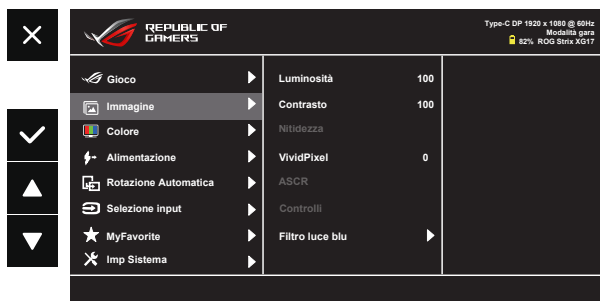 REPUBLIC OF
GAMERS
Type-C DP 1920 x 1080 @ 60Hz
Modalità gara
82% ROG Strix XG17
Gioco
Immagine
Colore
Alimentazione
Rotazione Automatica
Selezione input
MyFavorite
Imp Sistema
Luminosità 100
Contrasto 100
Nitidezza
VividPixel 0
ASCR
Controlli
Filtro luce blu